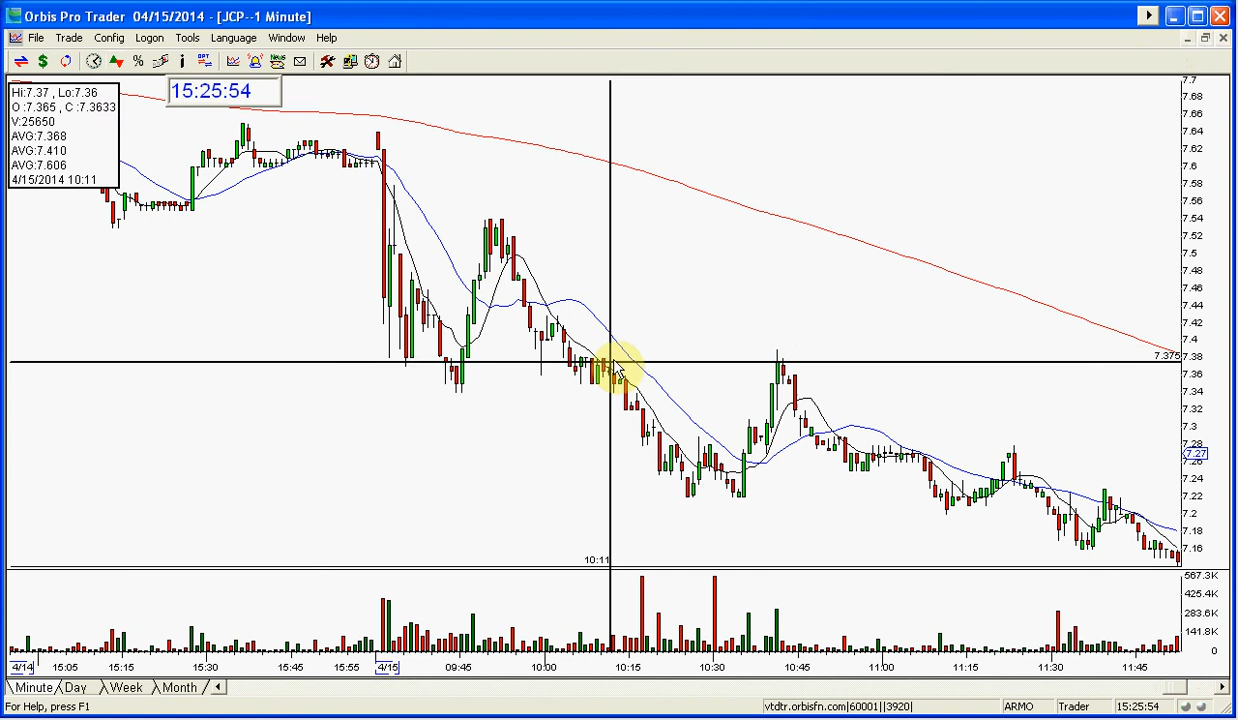 Orbis Pro Trader 04/15/2014 - [JCP--1 Minute]
File Trade Config Logon Tools Language Window Help
15:25:54
Hi:7.37 , Lo:7.36
O :7.365 , C :7.3633
V:25650
AVG:7.368
AVG:7.410
AVG:7.606
4/15/2014 10:11
7.7
7.68
7.66
7.64
7.62
7.6
7.58
7.56
7.54
7.52
7.5
7.48
7.46
7.44
7.42
7.4
7.375
7.38
7.36
7.34
7.32
7.3
7.28
7.27
7.26
7.24
7.22
7.2
7.18
7.16
10:11
567.3K
425.4K
283.6K
141.8K
0
4/14 15:05 15:15 15:30 15:45 15:55 4/15 09:45 10:00 10:15 10:30 10:45 11:00 11:15 11:30 11:45
Minute Day Week Month
For Help, press F1
vtdtr.orbisfn.com|60001||3920| ARMO Trader 15:25:54